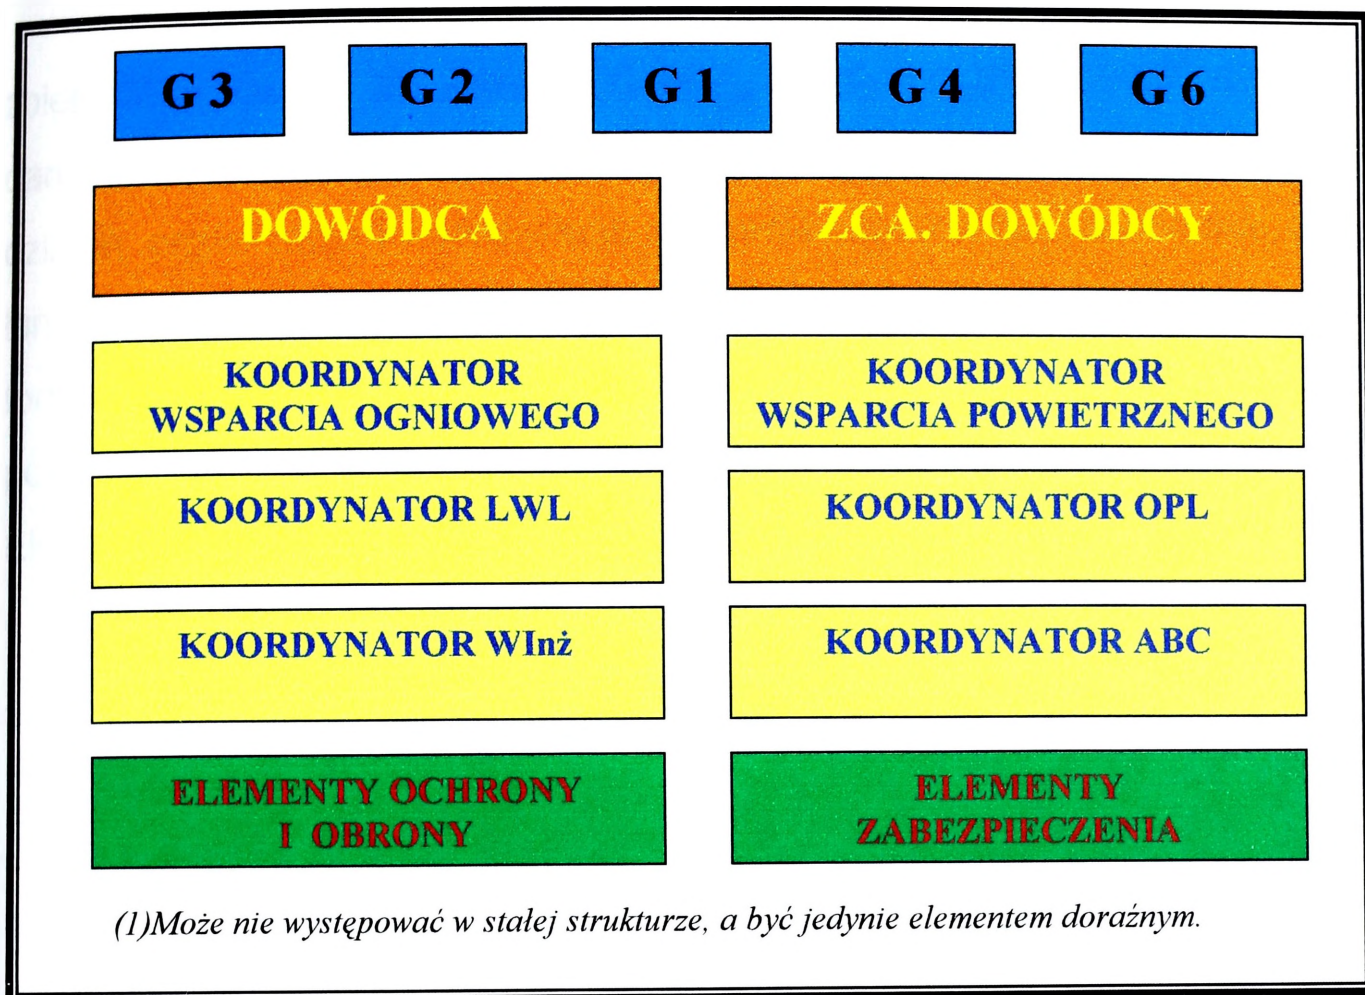 G 3 G 2 G 1 G 4 G 6
DOWÓDCA ZCA. DOWÓDCY
KOORDYNATOR
WSPARCIA OGNIOWEGO
KOORDYNATOR
WSPARCIA POWIETRZNEGO
KOORDYNATOR LWL KOORDYNATOR OPL
KOORDYNATOR WInż KOORDYNATOR ABC
ELEMENTY OCHRONY
I OBRONY
ELEMENTY
ZABEZPIECZENIA
(1)Może nie występować w stałej strukturze, a być jedynie elementem doraźnym.